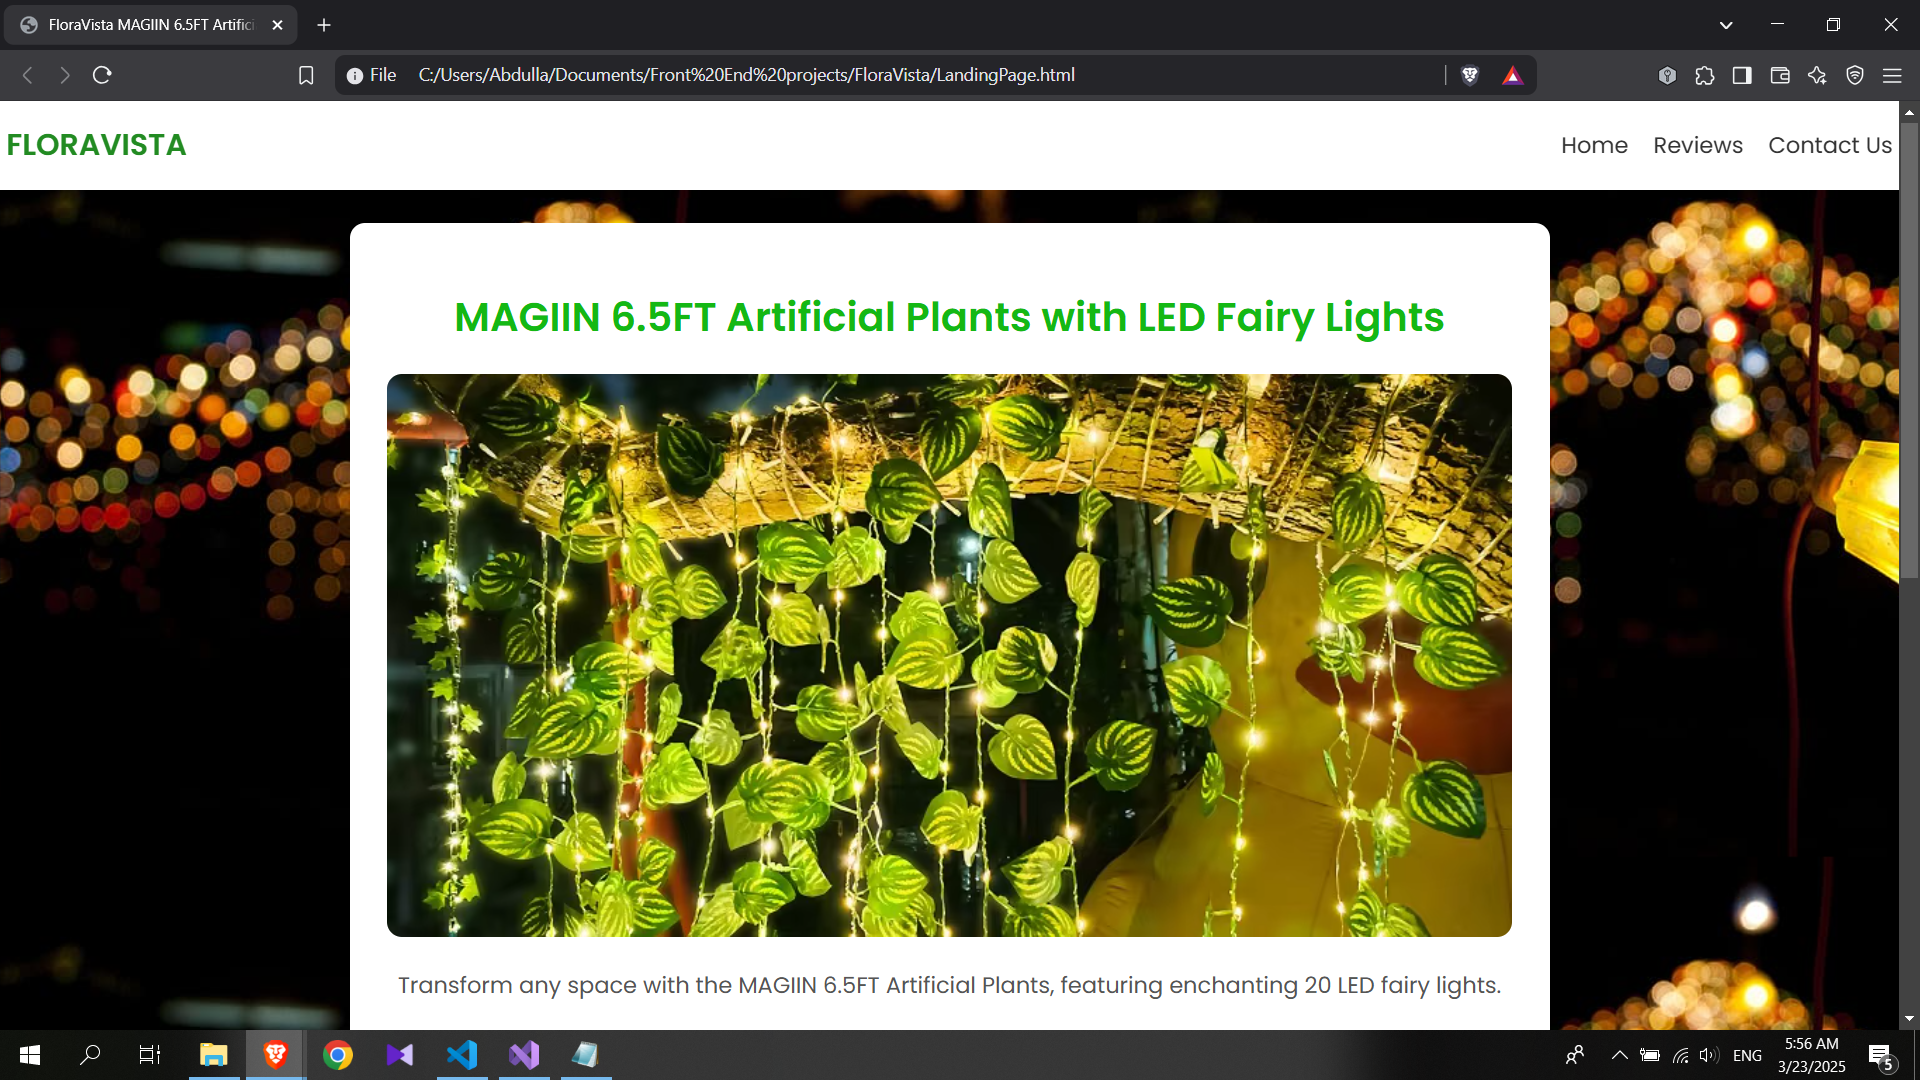 FloraVista MAGIIN 6.5FT Artifici
File C:/Users/Abdulla/Documents/Front%20End%20projects/FloraVista/LandingPage.html
FLORAVISTA
Home Reviews Contact Us
MAGIIN 6.5FT Artificial Plants with LED Fairy Lights
Transform any space with the MAGIIN 6.5FT Artificial Plants, featuring enchanting 20 LED fairy lights.
ENG
5:56 AM
3/23/2025
5